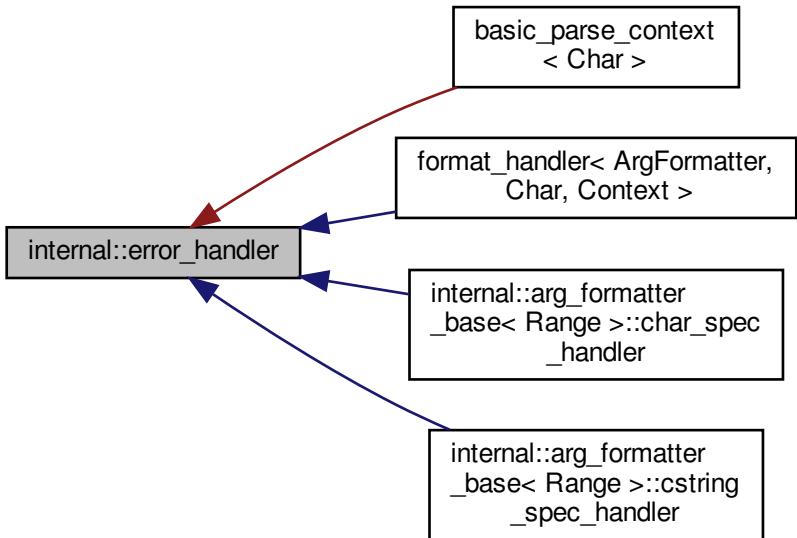 basic_parse_context
< Char >
format_handler< ArgFormatter,
Char, Context >
internal::error_handler
internal::arg_formatter
_base< Range >::char_spec
_handler
internal::arg_formatter
_base< Range >::cstring
_spec_handler